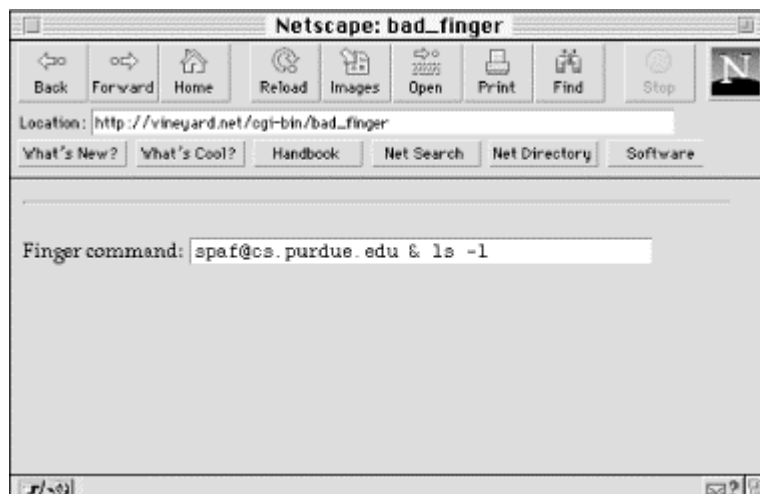 Netscape: bad_finger
Back Forward Home Reload Images Open Print Find Stop N
Location: http://vineyard.net/cgi-bin/bad_finger
What's New? What's Cool? Handbook Net Search Net Directory Software
Finger command: spaf@cs.purdue.edu & ls -l
?